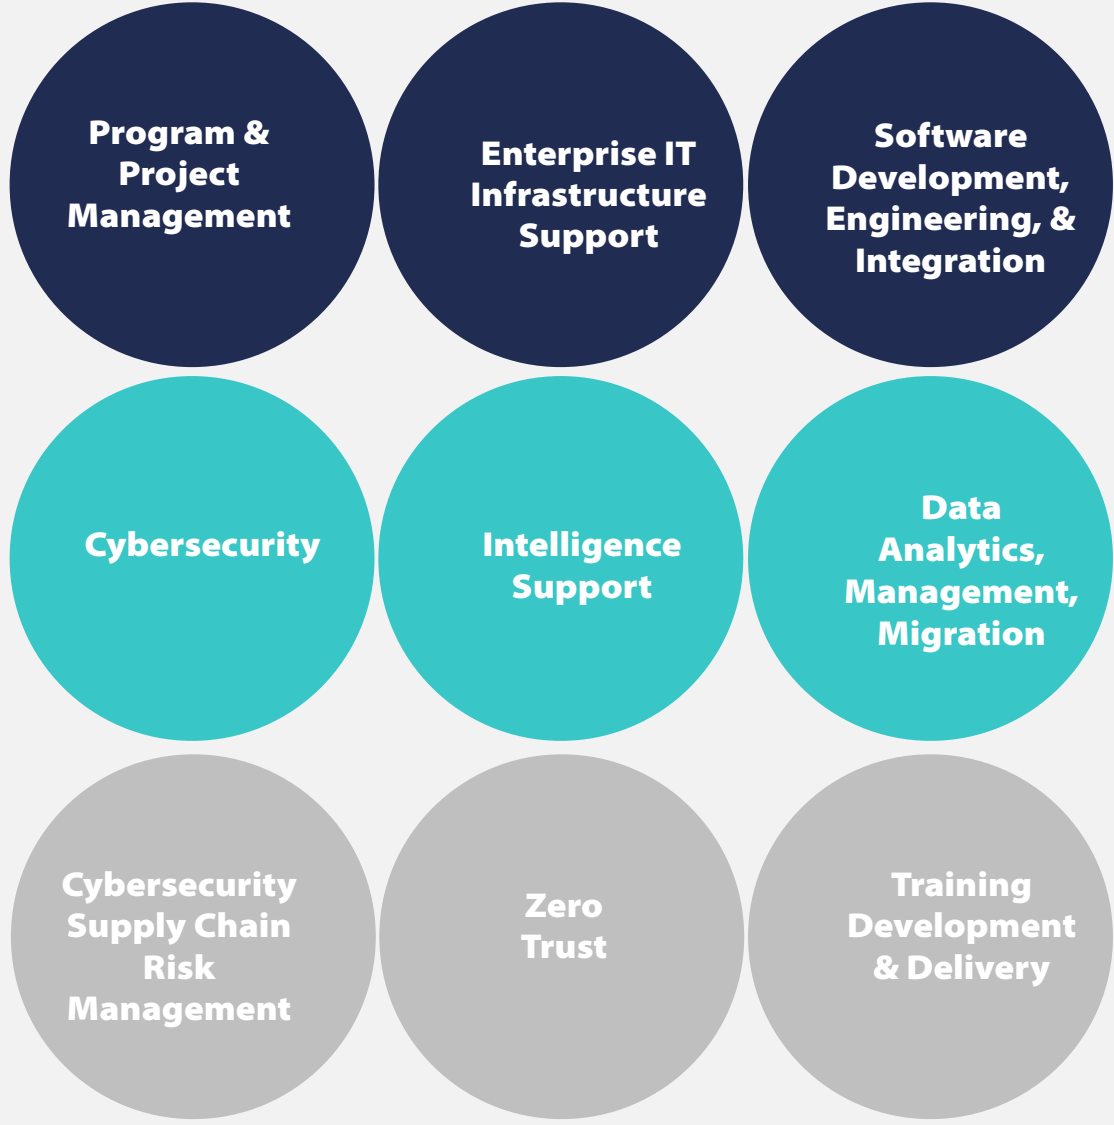 Program &
Project
Management
Enterprise IT
Infrastructure
Support
Software
Development,
Engineering, &
Integration
Cybersecurity
Intelligence
Support
Data
Analytics,
Management,
Migration
Cybersecurity
Supply Chain
Risk
Management
Zero
Trust
Training
Development
& Delivery